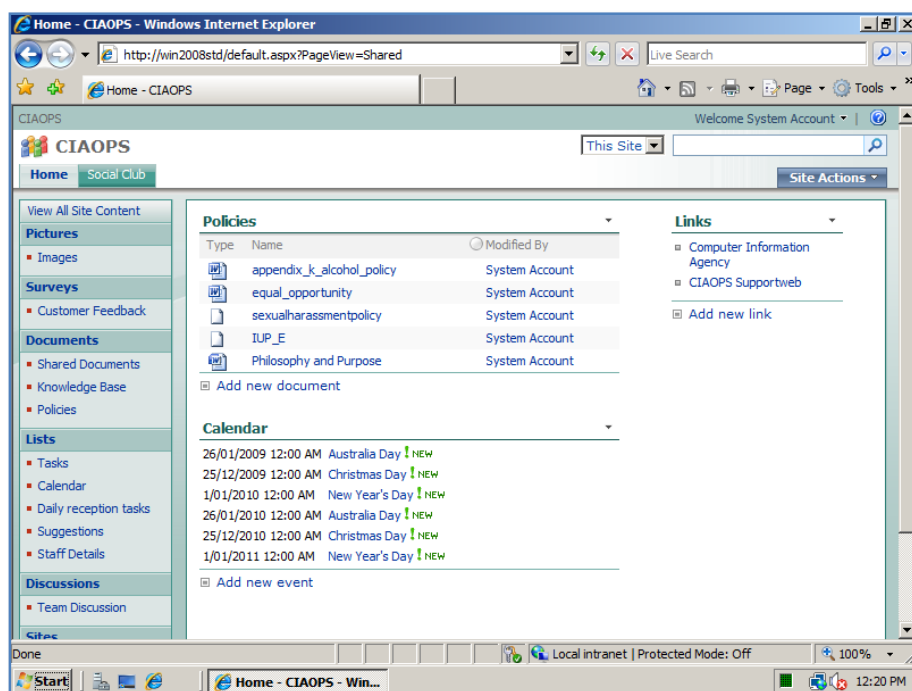 Home - CIAOPS - Windows Internet Explorer
http://win2008std/default.aspx?PageView=Shared
Live Search
Home - CIAOPS
Page
Tools
CIAOPS
Welcome System Account
CIAOPS
This Site
Home
Social Club
Site Actions
View All Site Content
Pictures
Images
Surveys
Customer Feedback
Documents
Shared Documents
Knowledge Base
Policies
Lists
Tasks
Calendar
Daily reception tasks
Suggestions
Staff Details
Discussions
Team Discussion
Sites
Policies
Type Name Modified By
appendix_k_alcohol_policy System Account
equal_opportunity System Account
sexualharassmentpolicy System Account
IUP_E System Account
Philosophy and Purpose System Account
Add new document
Calendar
26/01/2009 12:00 AM Australia Day ! NEW
25/12/2009 12:00 AM Christmas Day ! NEW
1/01/2010 12:00 AM New Year's Day ! NEW
26/01/2010 12:00 AM Australia Day ! NEW
25/12/2010 12:00 AM Christmas Day ! NEW
1/01/2011 12:00 AM New Year's Day ! NEW
Add new event
Links
Computer Information
Agency
CIAOPS Supportweb
Add new link
Done
Local intranet | Protected Mode: Off
100%
Start
Home - CIAOPS - Win...
12:20 PM